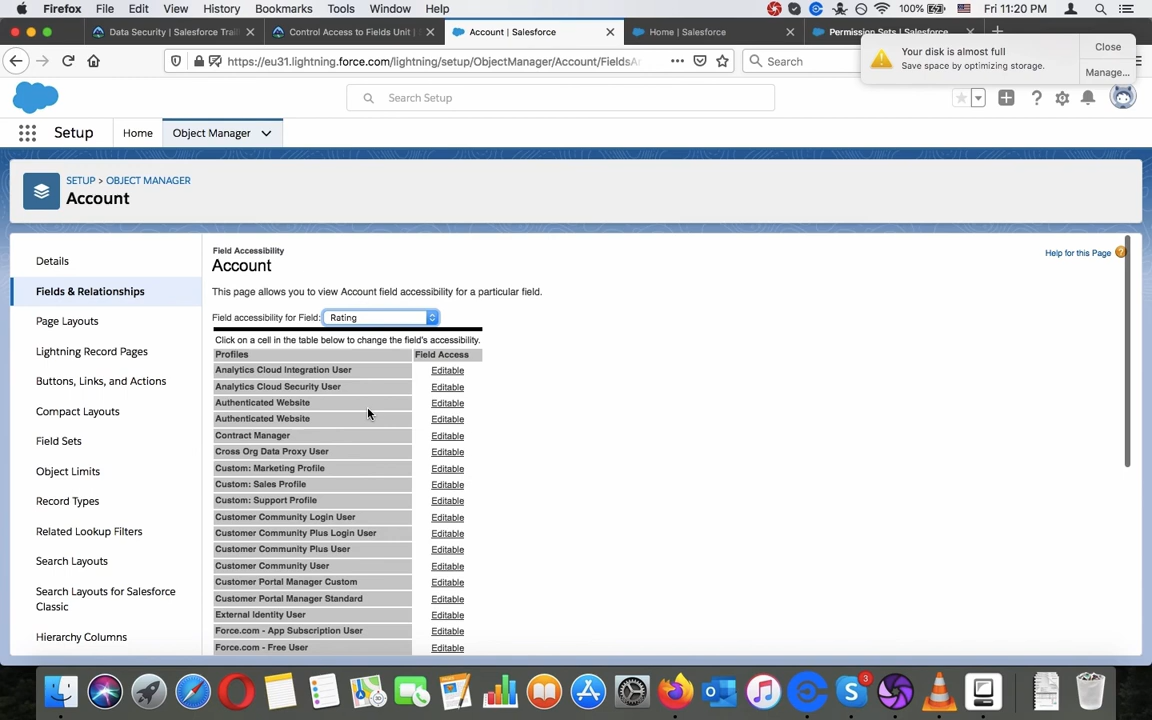 Firefox File Edit View History Bookmarks Tools Window Help 100% Fri 11:20 PM
Data Security | Salesforce Trail Control Access to Fields Unit | Account | Salesforce Home | Salesforce Permission Sets | Salesforce
https://eu31.lightning.force.com/lightning/setup/ObjectManager/Account/FieldsAr Search
Your disk is almost full
Save space by optimizing storage.
Close
Manage...
Search Setup
Setup Home Object Manager
SETUP > OBJECT MANAGER
Account
Details
Fields & Relationships
Page Layouts
Lightning Record Pages
Buttons, Links, and Actions
Compact Layouts
Field Sets
Object Limits
Record Types
Related Lookup Filters
Search Layouts
Search Layouts for Salesforce
Classic
Hierarchy Columns
Field Accessibility
Account
Help for this Page
This page allows you to view Account field accessibility for a particular field.
Field accessibility for Field: Rating
Click on a cell in the table below to change the field's accessibility.
Profiles Field Access
Analytics Cloud Integration User Editable
Analytics Cloud Security User Editable
Authenticated Website Editable
Authenticated Website Editable
Contract Manager Editable
Cross Org Data Proxy User Editable
Custom: Marketing Profile Editable
Custom: Sales Profile Editable
Custom: Support Profile Editable
Customer Community Login User Editable
Customer Community Plus Login User Editable
Customer Community Plus User Editable
Customer Community User Editable
Customer Portal Manager Custom Editable
Customer Portal Manager Standard Editable
External Identity User Editable
Force.com - App Subscription User Editable
Force.com - Free User Editable
3